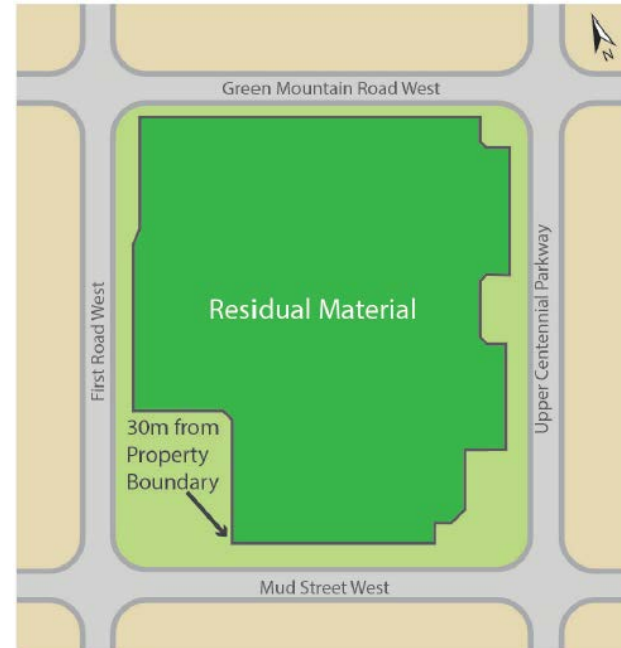 N
Green Mountain Road West
First Road West
Residual Material
Upper Centennial Parkway
30m from
Property
Boundary
Mud Street West